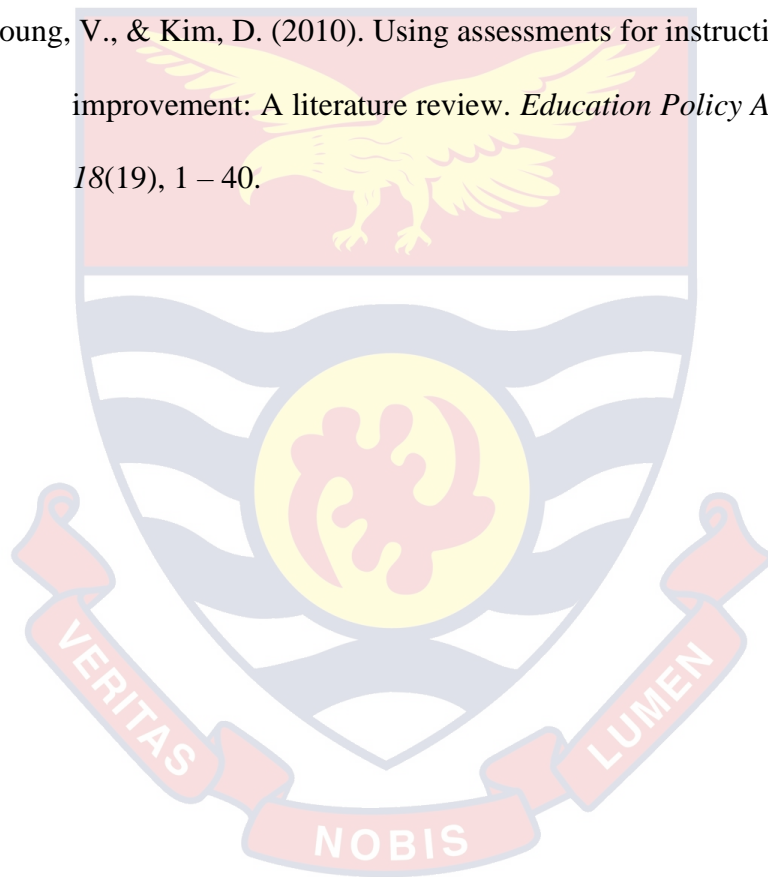 oung, V., & Kim, D. (2010). Using assessments for instructi
improvement: A literature review. Education Policy A
18(19), 1 – 40.
VERITAS
NOBIS
LUMEN